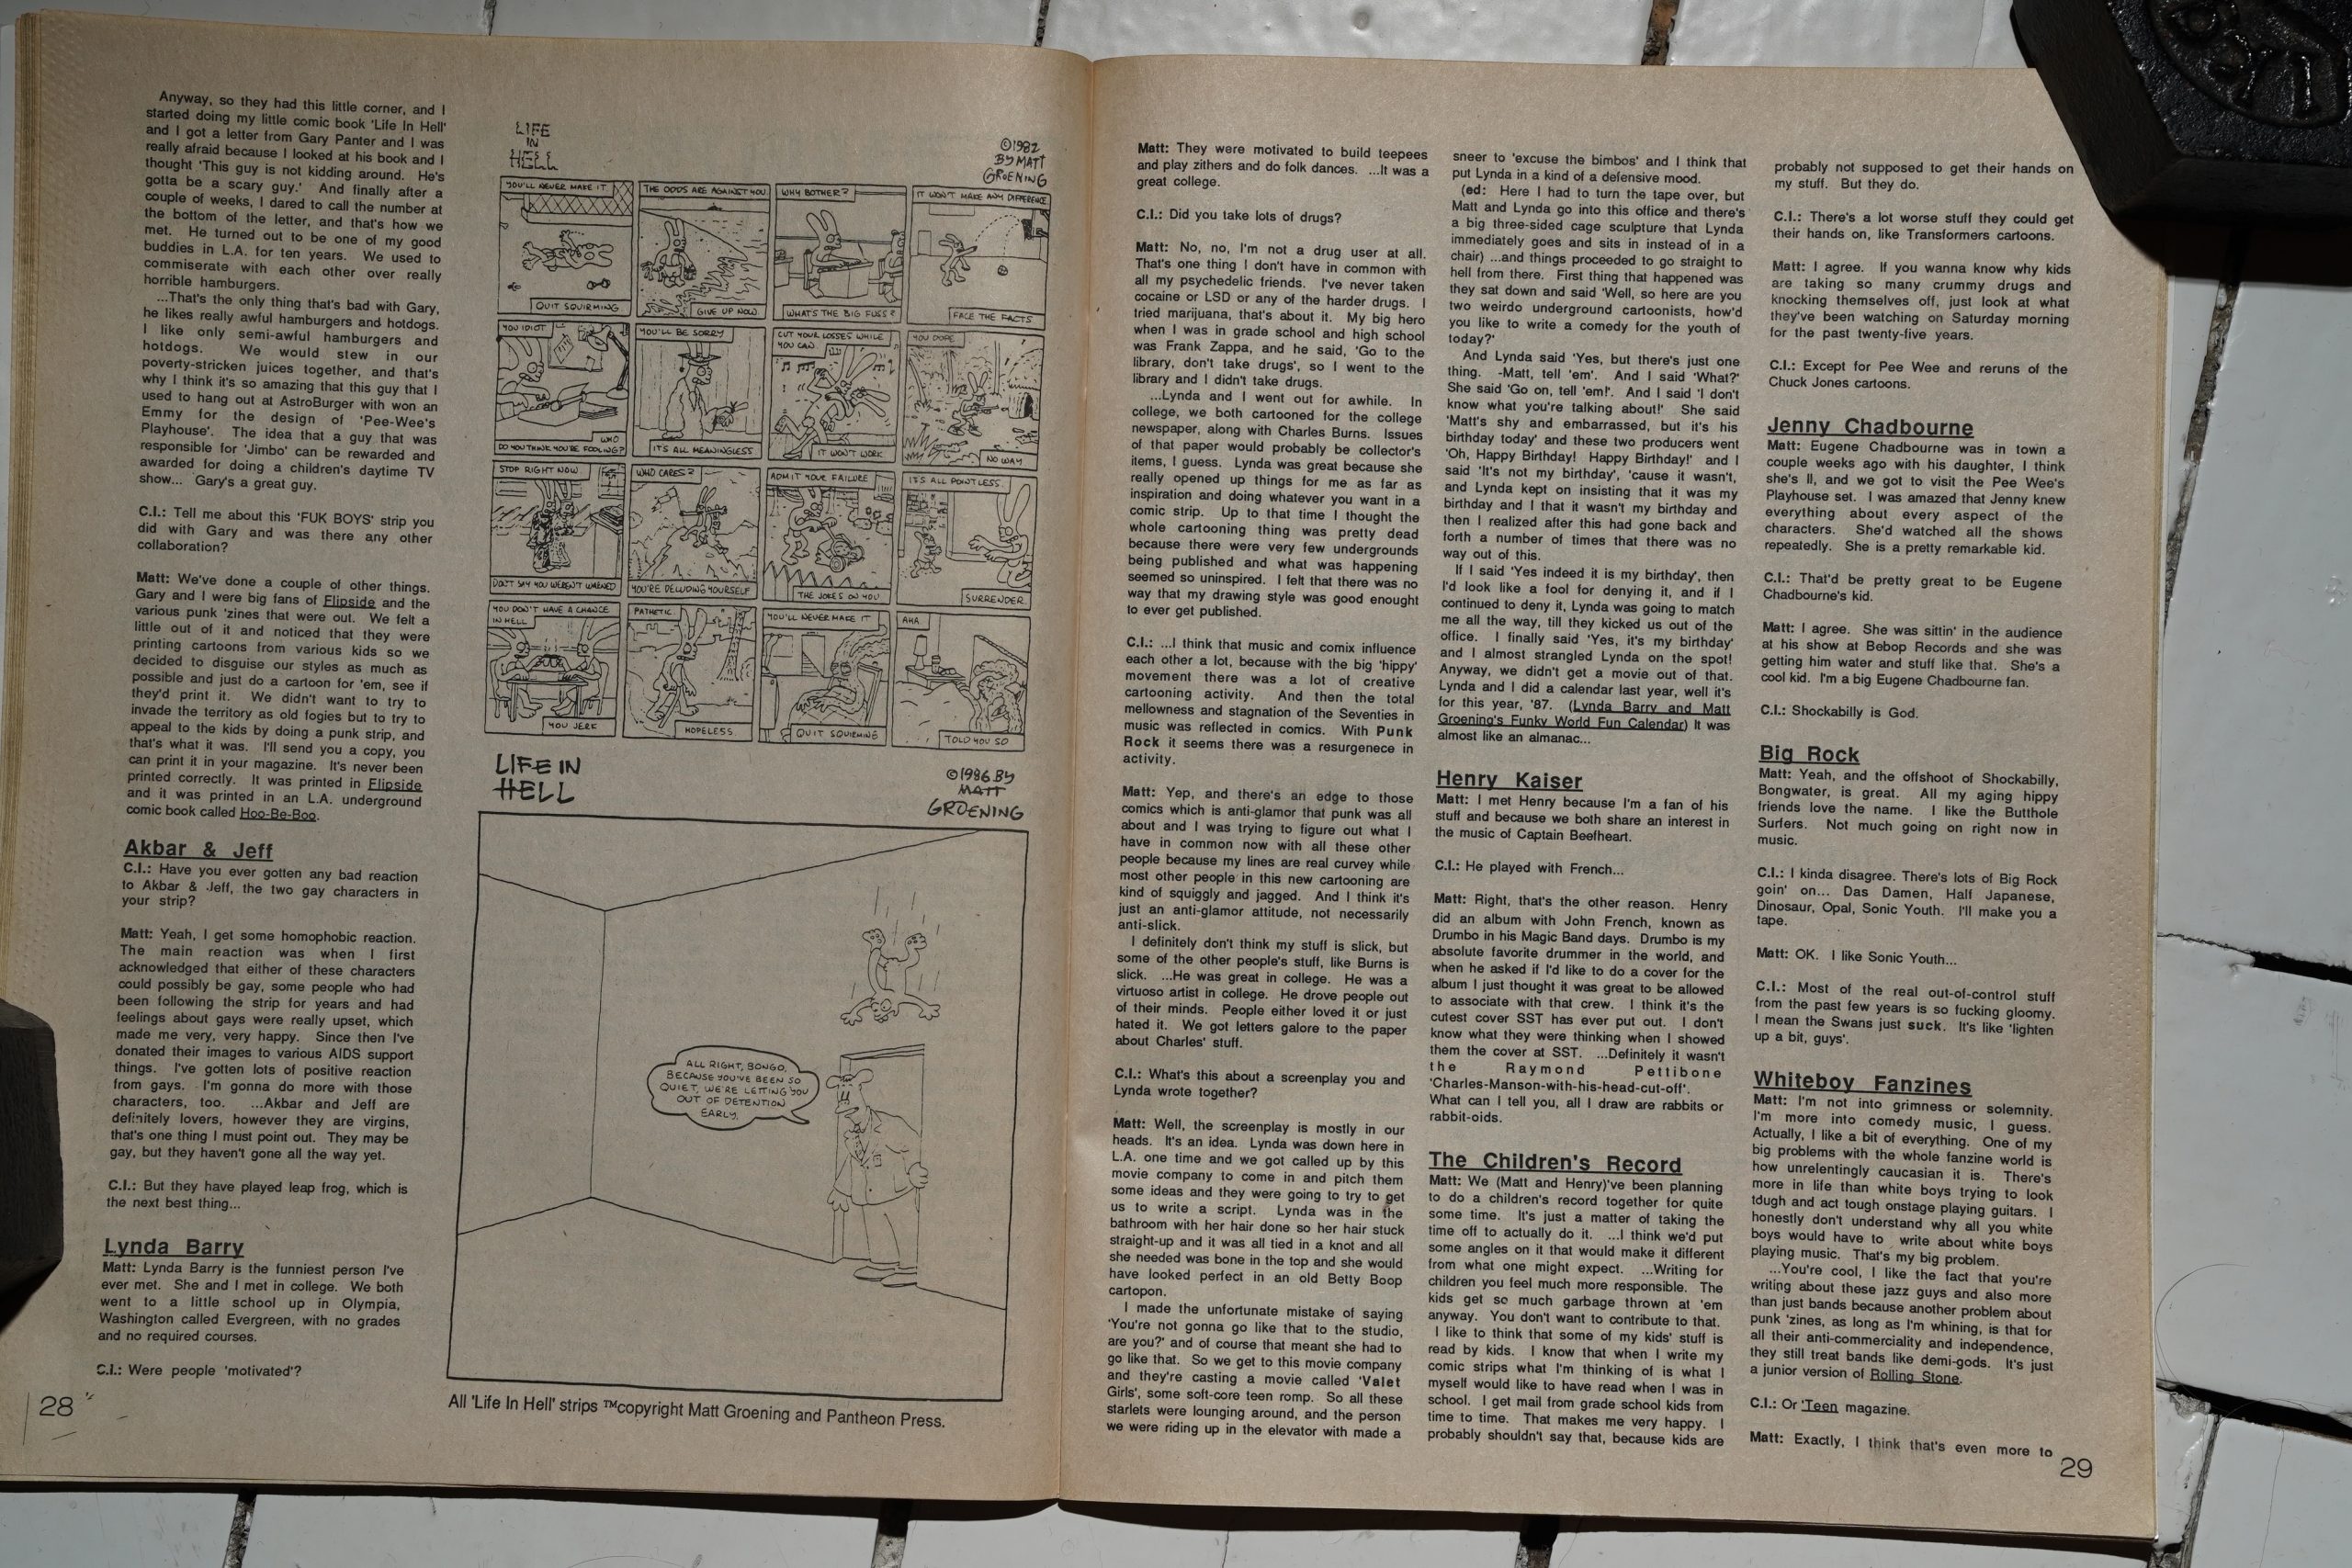 Anyway, so they had this little corner, and I
started doing my little comic book 'Life In Hell'
and I got a letter from Gary Panter and I was
really afraid because I looked at his book and I
thought 'This guy is not kidding around. He's
gotta be a scary guy.' And finally after a
couple of weeks, I dared to call the number at
the bottom of the letter, and that's how we
met. He turned out to be one of my good
buddies in L.A. for ten years. We used to
commiserate with each other over really
horrible hamburgers.
...That's the only thing that's bad with Gary,
he likes really awful hamburgers and hotdogs.
I like only semi-awful hamburgers and
hotdogs. We would stew in our
poverty-stricken juices together, and that's
why I think it's so amazing that this guy that I
used to hang out at AstroBurger with won an
Emmy for the design of 'Pee-Wee's
Playhouse'. The idea that a guy that was
responsible for 'Jimbo' can be rewarded and
awarded for doing a children's daytime TV
show... Gary's a great guy.
C.I.: Tell me about this 'FUK BOYS' strip you
did with Gary and was there any other
collaboration?
Matt: We've done a couple of other things.
Gary and I were big fans of Flipside and the
various punk 'zines that were out. We felt a
little out of it and noticed that they were
printing cartoons from various kids so we
decided to disguise our styles as much as
possible and just do a cartoon for 'em, see if
they'd print it. We didn't want to try to
invade the territory as old fogies but to try to
appeal to the kids by doing a punk strip, and
that's what it was. I'll send you a copy, you
can print it in your magazine. It's never been
printed correctly. It was printed in Flipside
and it was printed in an L.A. underground
comic book called Hoo-Be-Boo.
Akbar & Jeff
C.I.: Have you ever gotten any bad reaction
to Akbar & Jeff, the two gay characters in
your strip?
Matt: Yeah, I get some homophobic reaction.
The main reaction was when I first
acknowledged that either of these characters
could possibly be gay, some people who had
been following the strip for years and had
feelings about gays were really upset, which
made me very, very happy. Since then I've
donated their images to various AIDS support
things. I've gotten lots of positive reaction
from gays. I'm gonna do more with those
characters, too. ...Akbar and Jeff are
definitely lovers, however they are virgins,
that's one thing I must point out. They may be
gay, but they haven't gone all the way yet.
C.I.: But they have played leap frog, which is
the next best thing...
Lynda Barry
Matt: Lynda Barry is the funniest person I've
ever met. She and I met in college. We both
went to a little school up in Olympia,
Washington called Evergreen, with no grades
and no required courses.
C.I.: Were people 'motivated'?
28
LIFE
IN
HELL
©1982
BY MATT
GROENING
YOU'LL NEVER MAKE IT
QUIT SQUIRMING
THE ODDS ARE AGAINST YOU
GIVE UP NOW
WHY BOTHER?
WHAT'S THE BIG FUSS?
IT WON'T MAKE ANY DIFFERENCE
FACE THE FACTS
YOU IDIOT
WHO
DO YOU THINK YOU'RE FOOLING?
YOU'LL BE SORRY
IT'S ALL MEANINGLESS
CUT YOUR LOSSES WHILE
YOU CAN
IT WON'T WORK
YOU DOPE
NO WAY
STOP RIGHT NOW
DON'T SAY YOU WEREN'T WARNED
WHO CARES?
YOU'RE DELUDING YOURSELF
ADMIT YOUR FAILURE
THE JOKES ON YOU
IT'S ALL POINTLESS
SURRENDER
YOU DON'T HAVE A CHANCE
IN HELL
YOU JERK
PATHETIC
HOPELESS
YOU'LL NEVER MAKE IT
QUIT SQUIRMING
AHA
TOLD YOU SO
LIFE IN
HELL
©1986 BY
MATT
GROENING
ALL RIGHT, BONGO.
BECAUSE YOU'VE BEEN SO
QUIET, WE'RE LETTING YOU
OUT OF DETENTION
EARLY.
All 'Life In Hell' strips ™copyright Matt Groening and Pantheon Press.
Matt: They were motivated to build teepees
and play zithers and do folk dances. ...It was a
great college.
C.I.: Did you take lots of drugs?
Matt: No, no, I'm not a drug user at all.
That's one thing I don't have in common with
all my psychedelic friends. I've never taken
cocaine or LSD or any of the harder drugs. I
tried marijuana, that's about it. My big hero
when I was in grade school and high school
was Frank Zappa, and he said, 'Go to the
library, don't take drugs', so I went to the
library and I didn't take drugs.
...Lynda and I went out for awhile. In
college, we both cartooned for the college
newspaper, along with Charles Burns. Issues
of that paper would probably be collector's
items, I guess. Lynda was great because she
really opened up things for me as far as
inspiration and doing whatever you want in a
comic strip. Up to that time I thought the
whole cartooning thing was pretty dead
because there were very few undergrounds
being published and what was happening
seemed so uninspired. I felt that there was no
way that my drawing style was good enought
to ever get published.
C.I.: ...I think that music and comix influence
each other a lot, because with the big 'hippy'
movement there was a lot of creative
cartooning activity. And then the total
mellowness and stagnation of the Seventies in
music was reflected in comics. With Punk
Rock it seems there was a resurgenece in
activity.
Matt: Yep, and there's an edge to those
comics which is anti-glamor that punk was all
about and I was trying to figure out what I
have in common now with all these other
people because my lines are real curvey while
most other people in this new cartooning are
kind of squiggly and jagged. And I think it's
just an anti-glamor attitude, not necessarily
anti-slick.
I definitely don't think my stuff is slick, but
some of the other people's stuff, like Burns is
slick. ...He was great in college. He was a
virtuoso artist in college. He drove people out
of their minds. People either loved it or just
hated it. We got letters galore to the paper
about Charles' stuff.
C.I.: What's this about a screenplay you and
Lynda wrote together?
Matt: Well, the screenplay is mostly in our
heads. It's an idea. Lynda was down here in
L.A. one time and we got called up by this
movie company to come in and pitch them
some ideas and they were going to try to get
us to write a script. Lynda was in the
bathroom with her hair done so her hair stuck
straight-up and it was all tied in a knot and all
she needed was bone in the top and she would
have looked perfect in an old Betty Boop
cartopon.
I made the unfortunate mistake of saying
'You're not gonna go like that to the studio,
are you?' and of course that meant she had to
go like that. So we get to this movie company
and they're casting a movie called 'Valet
Girls', some soft-core teen romp. So all these
starlets were lounging around, and the person
we were riding up in the elevator with made a
sneer to 'excuse the bimbos' and I think that
put Lynda in a kind of a defensive mood.
(ed: Here I had to turn the tape over, but
Matt and Lynda go into this office and there's
a big three-sided cage sculpture that Lynda
immediately goes and sits in instead of in a
chair) ...and things proceeded to go straight to
hell from there. First thing that happened was
they sat down and said 'Well, so here are you
two weirdo underground cartoonists, how'd
you like to write a comedy for the youth of
today?'
And Lynda said 'Yes, but there's just one
thing. -Matt, tell 'em'. And I said 'What?'
She said 'Go on, tell 'em!'. And I said 'I don't
know what you're talking about!' She said
'Matt's shy and embarrassed, but it's his
birthday today' and these two producers went
'Oh, Happy Birthday! Happy Birthday!' and I
said 'It's not my birthday', 'cause it wasn't,
and Lynda kept on insisting that it was my
birthday and I that it wasn't my birthday and
then I realized after this had gone back and
forth a number of times that there was no
way out of this.
If I said 'Yes indeed it is my birthday', then
I'd look like a fool for denying it, and if I
continued to deny it, Lynda was going to match
me all the way, till they kicked us out of the
office. I finally said 'Yes, it's my birthday'
and I almost strangled Lynda on the spot!
Anyway, we didn't get a movie out of that.
Lynda and I did a calendar last year, well it's
for this year, '87. (Lynda Barry and Matt
Groening's Funky World Fun Calendar) It was
almost like an almanac...
Henry Kaiser
Matt: I met Henry because I'm a fan of his
stuff and because we both share an interest in
the music of Captain Beefheart.
C.I.: He played with French...
Matt: Right, that's the other reason. Henry
did an album with John French, known as
Drumbo in his Magic Band days. Drumbo is my
absolute favorite drummer in the world, and
when he asked if I'd like to do a cover for the
album I just thought it was great to be allowed
to associate with that crew. I think it's the
cutest cover SST has ever put out. I don't
know what they were thinking when I showed
them the cover at SST. ...Definitely it wasn't
the Raymond Pettibone
'Charles-Manson-with-his-head-cut-off'.
What can I tell you, all I draw are rabbits or
rabbit-oids.
The Children's Record
Matt: We (Matt and Henry)'ve been planning
to do a children's record together for quite
some time. It's just a matter of taking the
time off to actually do it. ...I think we'd put
some angles on it that would make it different
from what one might expect. ...Writing for
children you feel much more responsible. The
kids get so much garbage thrown at 'em
anyway. You don't want to contribute to that.
I like to think that some of my kids' stuff is
read by kids. I know that when I write my
comic strips what I'm thinking of is what I
myself would like to have read when I was in
school. I get mail from grade school kids from
time to time. That makes me very happy. I
probably shouldn't say that, because kids are
probably not supposed to get their hands on
my stuff. But they do.
C.I.: There's a lot worse stuff they could get
their hands on, like Transformers cartoons.
Matt: I agree. If you wanna know why kids
are taking so many crummy drugs and
knocking themselves off, just look at what
they've been watching on Saturday morning
for the past twenty-five years.
C.I.: Except for Pee Wee and reruns of the
Chuck Jones cartoons.
Jenny Chadbourne
Matt: Eugene Chadbourne was in town a
couple weeks ago with his daughter, I think
she's II, and we got to visit the Pee Wee's
Playhouse set. I was amazed that Jenny knew
everything about every aspect of the
characters. She'd watched all the shows
repeatedly. She is a pretty remarkable kid.
C.I.: That'd be pretty great to be Eugene
Chadbourne's kid.
Matt: I agree. She was sittin' in the audience
at his show at Bebop Records and she was
getting him water and stuff like that. She's a
cool kid. I'm a big Eugene Chadbourne fan.
C.I.: Shockabilly is God.
Big Rock
Matt: Yeah, and the offshoot of Shockabilly,
Bongwater, is great. All my aging hippy
friends love the name. I like the Butthole
Surfers. Not much going on right now in
music.
C.I.: I kinda disagree. There's lots of Big Rock
goin' on... Das Damen, Half Japanese,
Dinosaur, Opal, Sonic Youth. I'll make you a
tape.
Matt: OK. I like Sonic Youth...
C.I.: Most of the real out-of-control stuff
from the past few years is so fucking gloomy.
I mean the Swans just suck. It's like 'lighten
up a bit, guys'.
Whiteboy Fanzines
Matt: I'm not into grimness or solemnity.
I'm more into comedy music, I guess.
Actually, I like a bit of everything. One of my
big problems with the whole fanzine world is
how unrelentingly caucasian it is. There's
more in life than white boys trying to look
tough and act tough onstage playing guitars. I
honestly don't understand why all you white
boys would have to write about white boys
playing music. That's my big problem.
...You're cool, I like the fact that you're
writing about these jazz guys and also more
than just bands because another problem about
punk 'zines, as long as I'm whining, is that for
all their anti-commerciality and independence,
they still treat bands like demi-gods. It's just
a junior version of Rolling Stone.
C.I.: Or 'Teen magazine.
Matt: Exactly, I think that's even more to
29